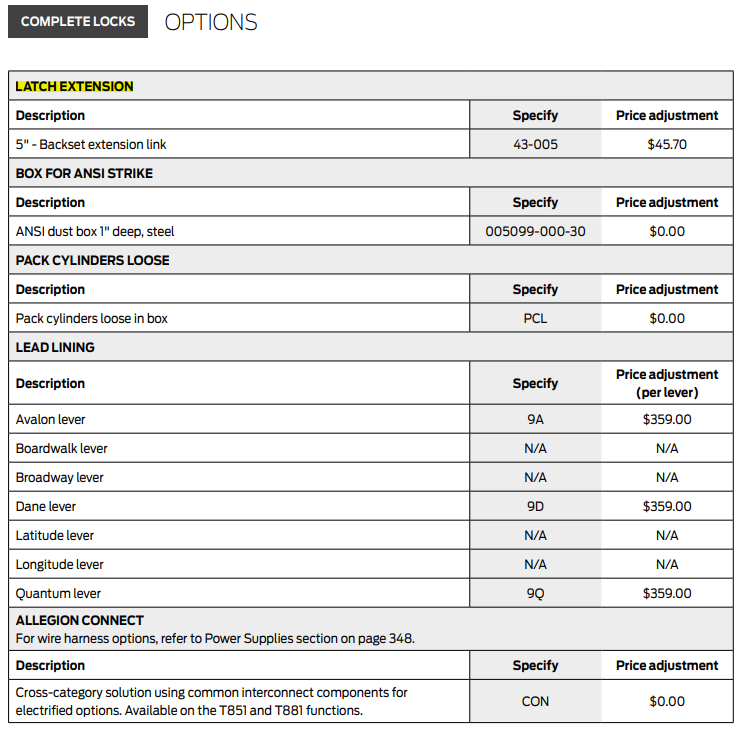 COMPLETE LOCKS OPTIONS
LATCH EXTENSION
Description Specify Price adjustment
5" - Backset extension link 43-005 $45.70
BOX FOR ANSI STRIKE
Description Specify Price adjustment
ANSI dust box 1" deep, steel 005099-000-30 $0.00
PACK CYLINDERS LOOSE
Description Specify Price adjustment
Pack cylinders loose in box PCL $0.00
LEAD LINING
Description Specify Price adjustment
(per lever)
Avalon lever 9A $359.00
Boardwalk lever N/A N/A
Broadway lever N/A N/A
Dane lever 9D $359.00
Latitude lever N/A N/A
Longitude lever N/A N/A
Quantum lever 9Q $359.00
ALLEGION CONNECT
For wire harness options, refer to Power Supplies section on page 348.
Description Specify Price adjustment
Cross-category solution using common interconnect components for
electrified options. Available on the T851 and T881 functions. CON $0.00